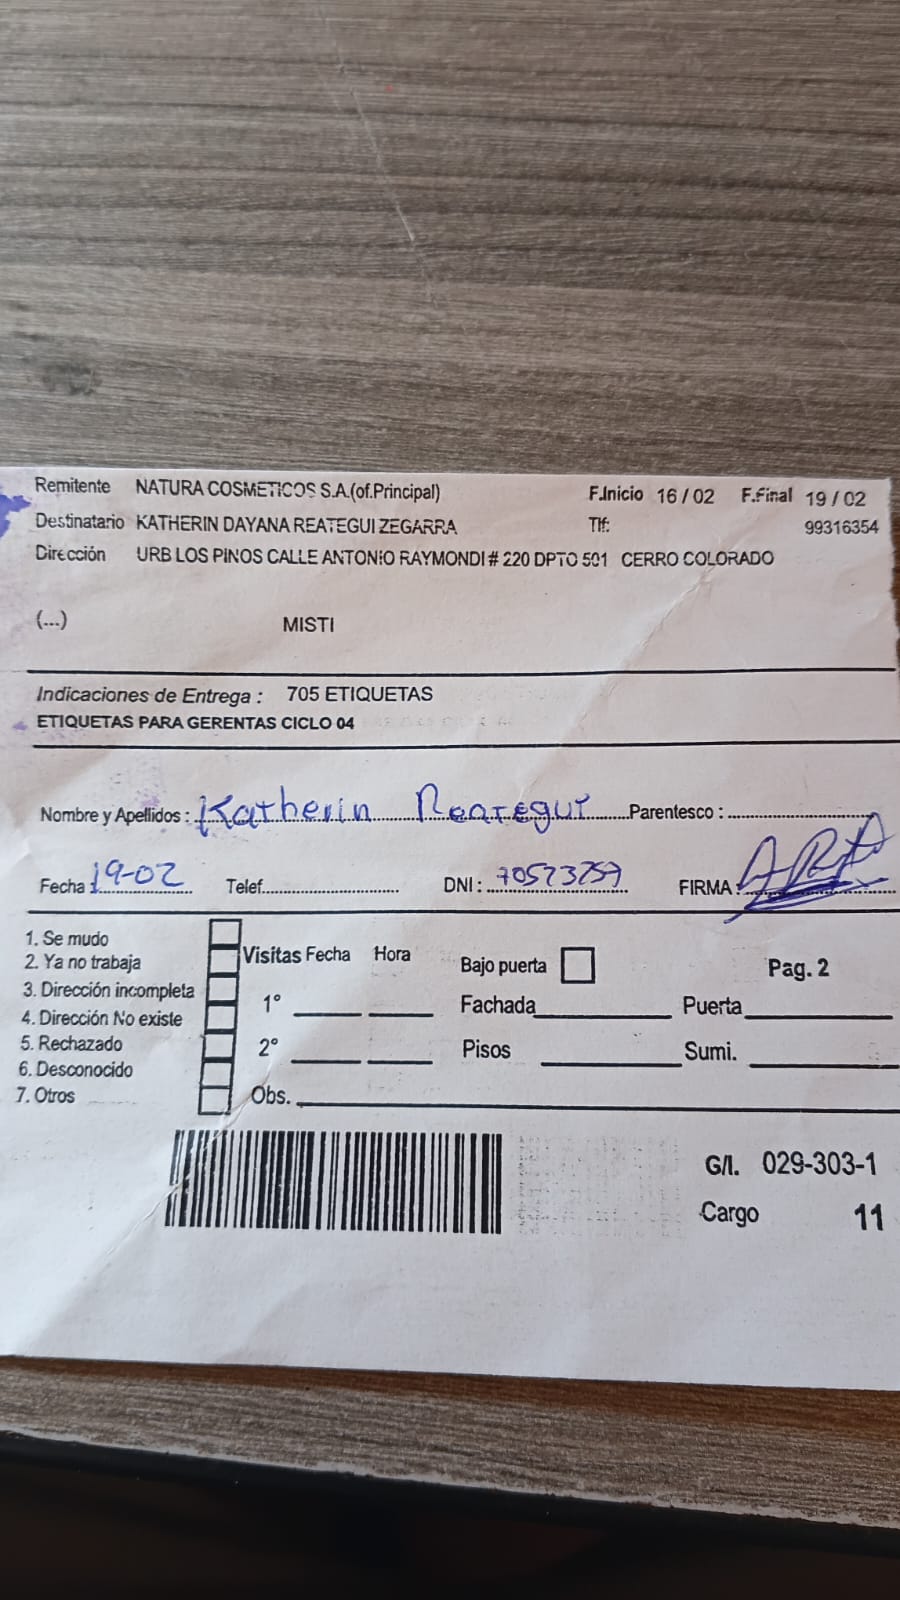 Remitente NATURA COSMETICOS S.A.(of.Principal) F.Inicio 16 / 02 F.Final 19 / 02
Destinatario KATHERIN DAYANA REATEGUI ZEGARRA Tlf: 99316354
Dirección URB LOS PINOS CALLE ANTONIO RAYMONDI # 220 DPTO 501 CERRO COLORADO
(...) MISTI
Indicaciones de Entrega : 705 ETIQUETAS
ETIQUETAS PARA GERENTAS CICLO 04
Nombre y Apellidos : Katherin Reategui Parentesco :
Fecha 19-02 Telef. DNI : 70573259 FIRMA :
1. Se mudo
2. Ya no trabaja
3. Dirección incompleta
4. Dirección No existe
5. Rechazado
6. Desconocido
7. Otros
Visitas Fecha Hora
1°
2°
Obs.
Bajo puerta Pag. 2
Fachada Puerta
Pisos Sumi.
G/I. 029-303-1
Cargo 11